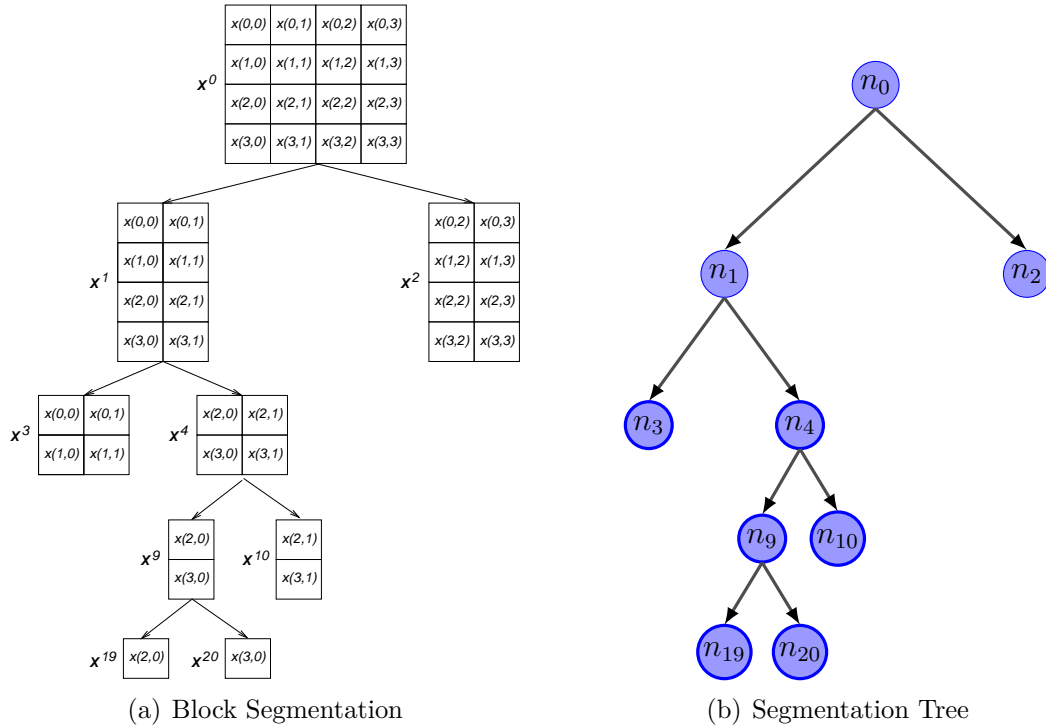 x(0,0) x(0,1) x(0,2) x(0,3)
x(1,0) x(1,1) x(1,2) x(1,3)
x⁰
x(2,0) x(2,1) x(2,2) x(2,3)
x(3,0) x(3,1) x(3,2) x(3,3)
x(0,0) x(0,1)
x(1,0) x(1,1)
x¹
x(2,0) x(2,1)
x(3,0) x(3,1)
x(0,2) x(0,3)
x(1,2) x(1,3)
x²
x(2,2) x(2,3)
x(3,2) x(3,3)
x(0,0) x(0,1)
x³
x(1,0) x(1,1)
x(2,0) x(2,1)
x⁴
x(3,0) x(3,1)
x(2,0)
x⁹
x(3,0)
x(2,1)
x¹⁰
x(3,1)
x¹⁹ x(2,0)
x²⁰ x(3,0)
(a) Block Segmentation
n₀
n₁ n₂
n₃ n₄
n₉ n₁₀
n₁₉ n₂₀
(b) Segmentation Tree